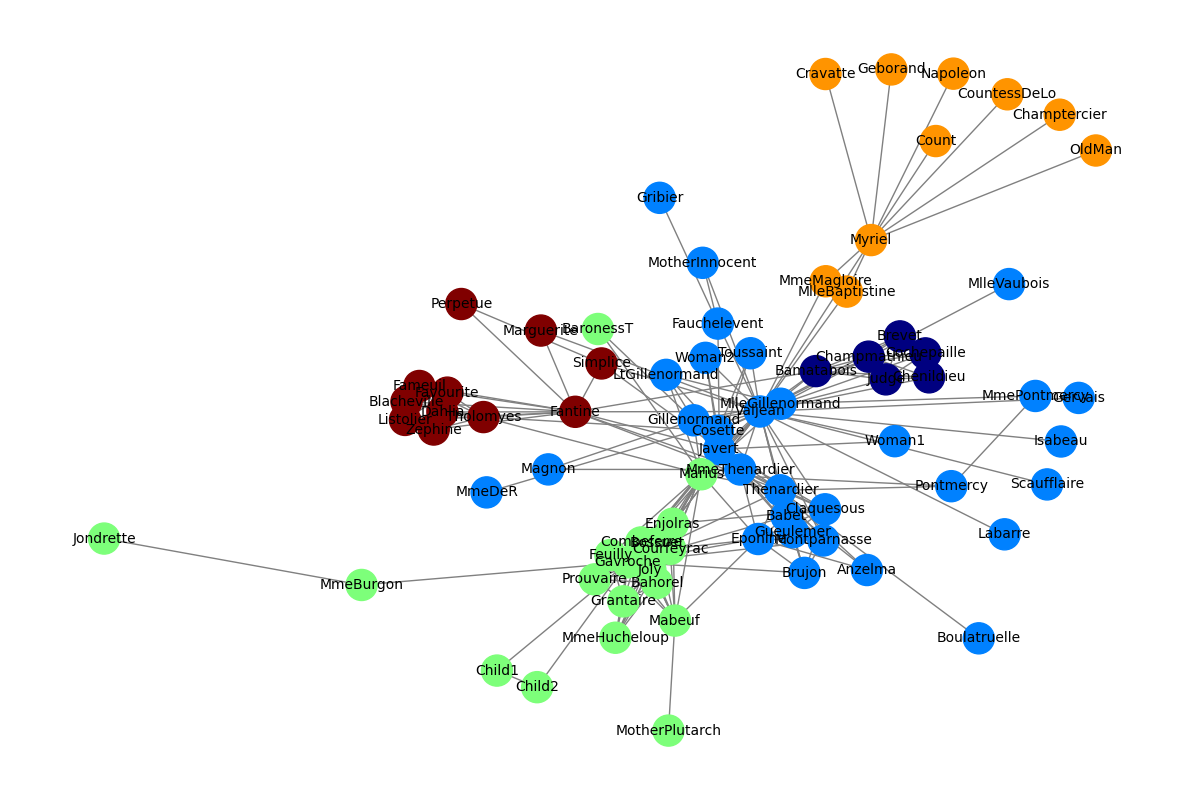 Cravatte
Geborand
Napoleon
CountessDeLo
Champtercier
Count
OldMan
Gribier
Myriel
MotherInnocent
MmeMagloire
MlleBaptistine
MlleVaubois
Perpetue
Marguerite
BaronessT
Fauchelevent
Brevet
Woman2
Toussaint
Champmathieu
Cochepaille
Simplice
LtGillenormand
Bamatabois
Judge
Chenildieu
Fameuil
Favourite
Blacheville
Dahlia
Listolier
Tholomyes
Zephine
Fantine
MlleGillenormand
Valjean
MmePontmercy
Gervais
Gillenormand
Cosette
Javert
Woman1
Isabeau
Magnon
Marius
MmeThenardier
MmeDeR
Thenardier
Pontmercy
Scaufflaire
Claquesous
Babet
Enjolras
Gueulemer
Labarre
Jondrette
Combeferre
Bossuet
Courfeyrac
Eponine
Montparnasse
Feuilly
Gavroche
Joly
Prouvaire
Bahorel
MmeBurgon
Brujon
Anzelma
Grantaire
Mabeuf
MmeHucheloup
Boulatruelle
Child1
Child2
MotherPlutarch